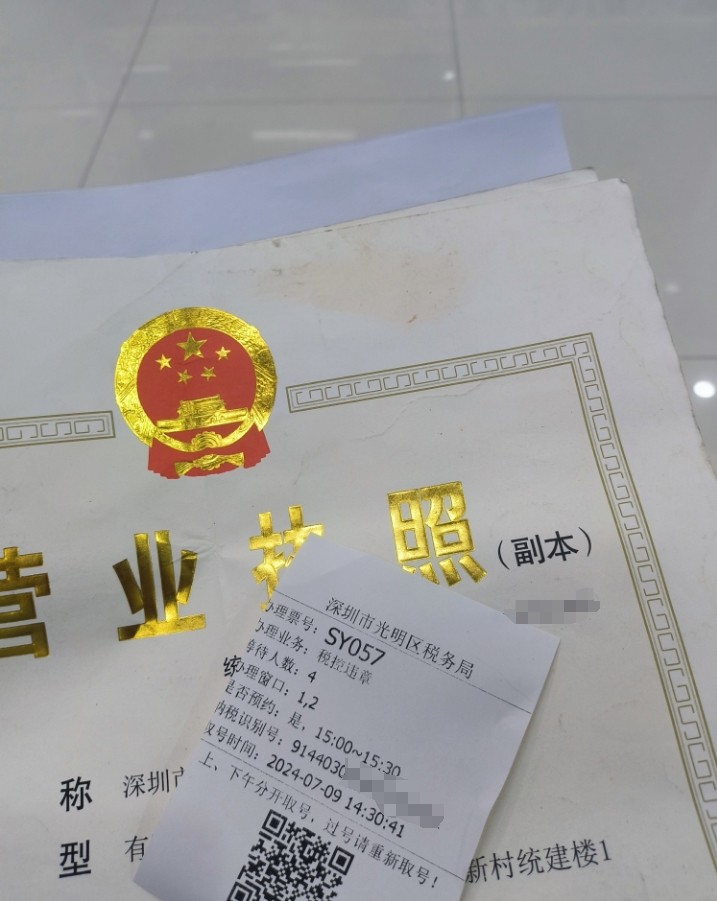 营业执照(副本)
深圳市光明区税务局
办理票号：SY057
办理业务：税控违章
等待人数：4
办理窗口：1,2
是否预约：是，15:00~15:30
纳税识别号：9144030
取号时间：2024-07-09 14:30:41
上、下午分开取号，过号请重新取号！
称 深圳市
型 有
新村统建楼1